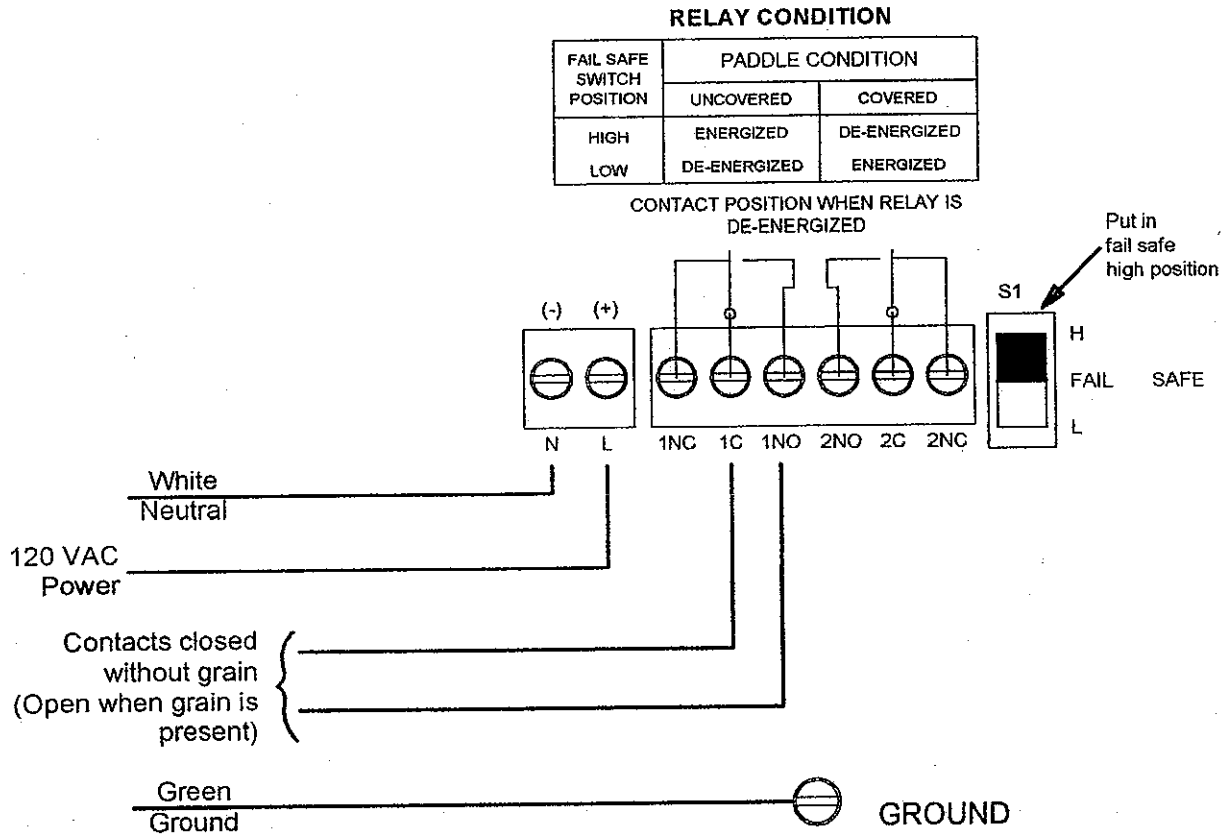 RELAY CONDITION
FAIL SAFE
SWITCH
POSITION
PADDLE CONDITION
UNCOVERED COVERED
HIGH ENERGIZED DE-ENERGIZED
LOW DE-ENERGIZED ENERGIZED
CONTACT POSITION WHEN RELAY IS
DE-ENERGIZED
Put in
fail safe
high position
S1
(-) (+)
H
FAIL SAFE
L
N L 1NC 1C 1NO 2NO 2C 2NC
White
Neutral
120 VAC
Power
Contacts closed
without grain
(Open when grain is
present)
Green
Ground
GROUND